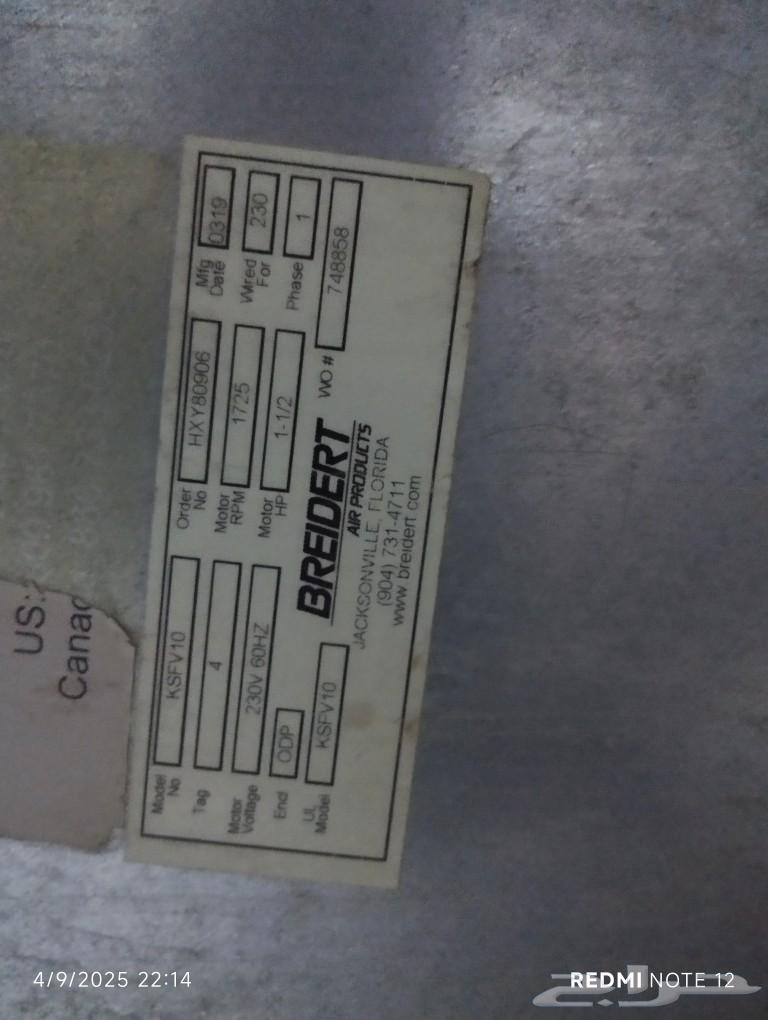 Model No KSFV10 Order No HXY80906 Mfg Date 0319
Tag 4 Motor RPM 1725 Wired For 230
Motor Voltage 230V 60HZ Motor HP 1-1/2 Phase 1
End ODP
UL Model KSFV10 BREIDERT WO # 748858
AIR PRODUCTS
JACKSONVILLE, FLORIDA
(904) 731-4711
www.breidert.com
US:
Canad
4/9/2025 22:14
REDMI NOTE 12
حراج